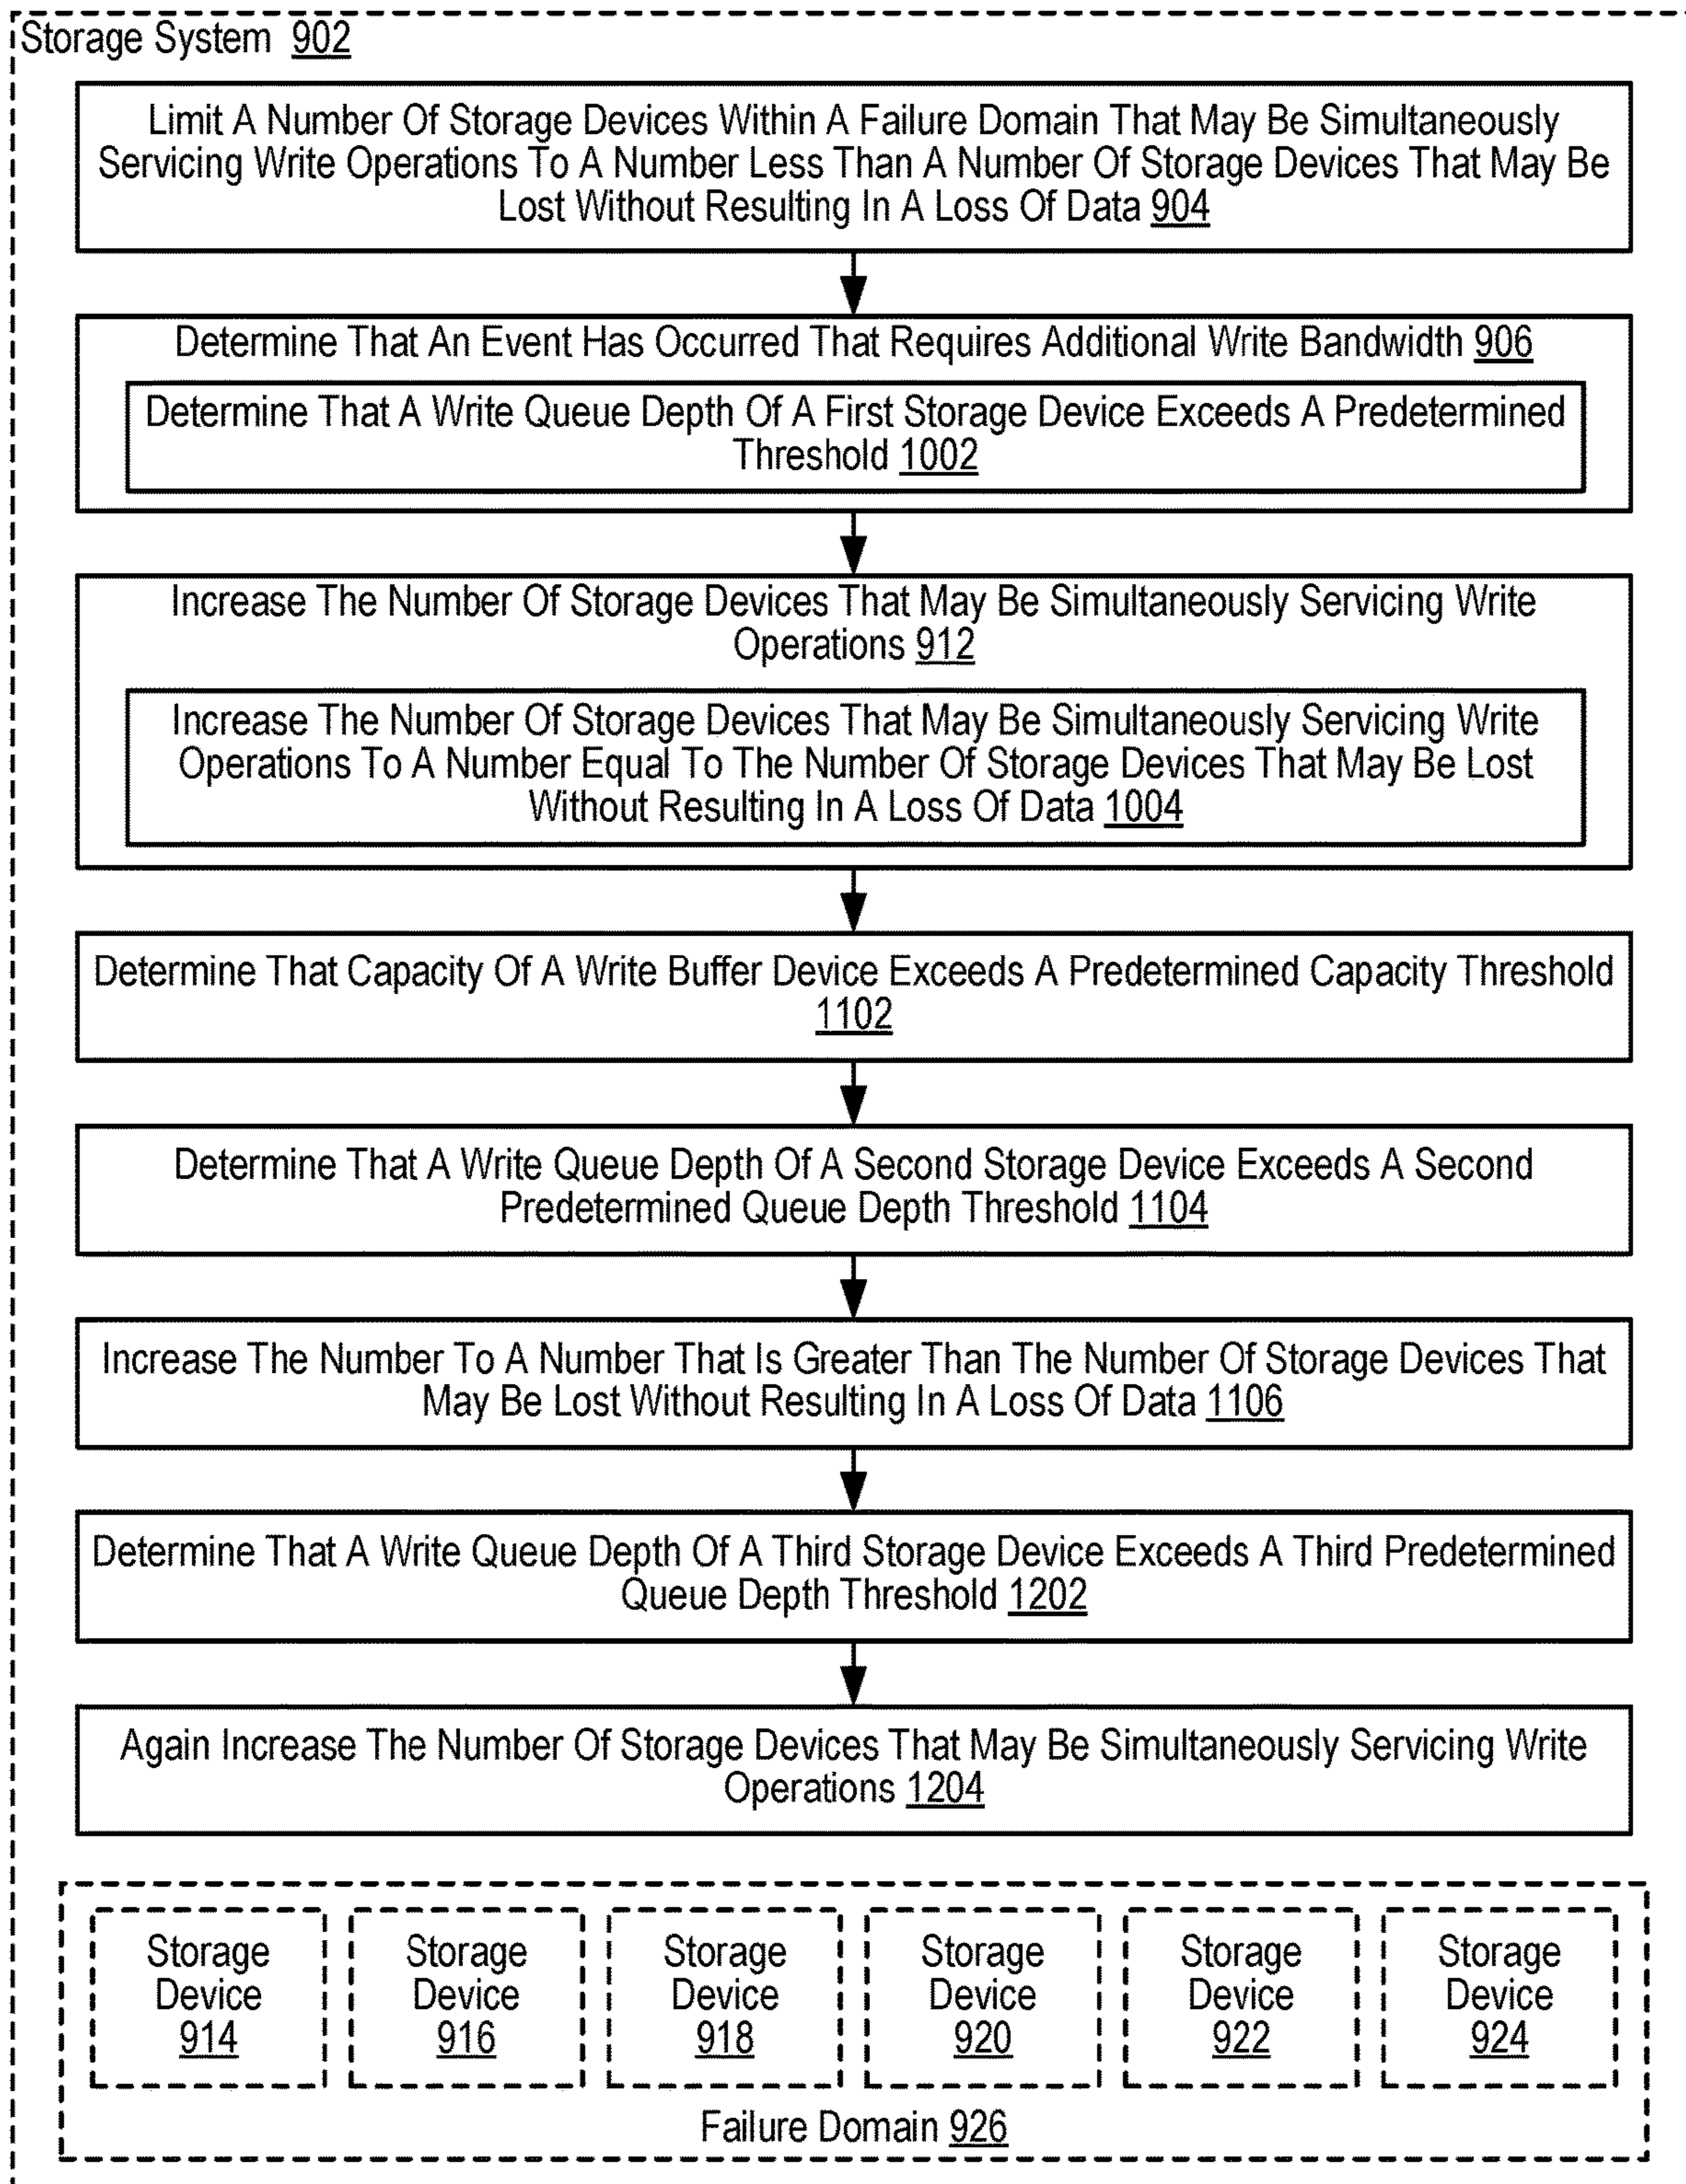 Storage System 902
Limit A Number Of Storage Devices Within A Failure Domain That May Be Simultaneously
Servicing Write Operations To A Number Less Than A Number Of Storage Devices That May Be
Lost Without Resulting In A Loss Of Data 904
Determine That An Event Has Occurred That Requires Additional Write Bandwidth 906
Determine That A Write Queue Depth Of A First Storage Device Exceeds A Predetermined
Threshold 1002
Increase The Number Of Storage Devices That May Be Simultaneously Servicing Write
Operations 912
Increase The Number Of Storage Devices That May Be Simultaneously Servicing Write
Operations To A Number Equal To The Number Of Storage Devices That May Be Lost
Without Resulting In A Loss Of Data 1004
Determine That Capacity Of A Write Buffer Device Exceeds A Predetermined Capacity Threshold
1102
Determine That A Write Queue Depth Of A Second Storage Device Exceeds A Second
Predetermined Queue Depth Threshold 1104
Increase The Number To A Number That Is Greater Than The Number Of Storage Devices That
May Be Lost Without Resulting In A Loss Of Data 1106
Determine That A Write Queue Depth Of A Third Storage Device Exceeds A Third Predetermined
Queue Depth Threshold 1202
Again Increase The Number Of Storage Devices That May Be Simultaneously Servicing Write
Operations 1204
Storage
Device
914
Storage
Device
916
Storage
Device
918
Storage
Device
920
Storage
Device
922
Storage
Device
924
Failure Domain 926